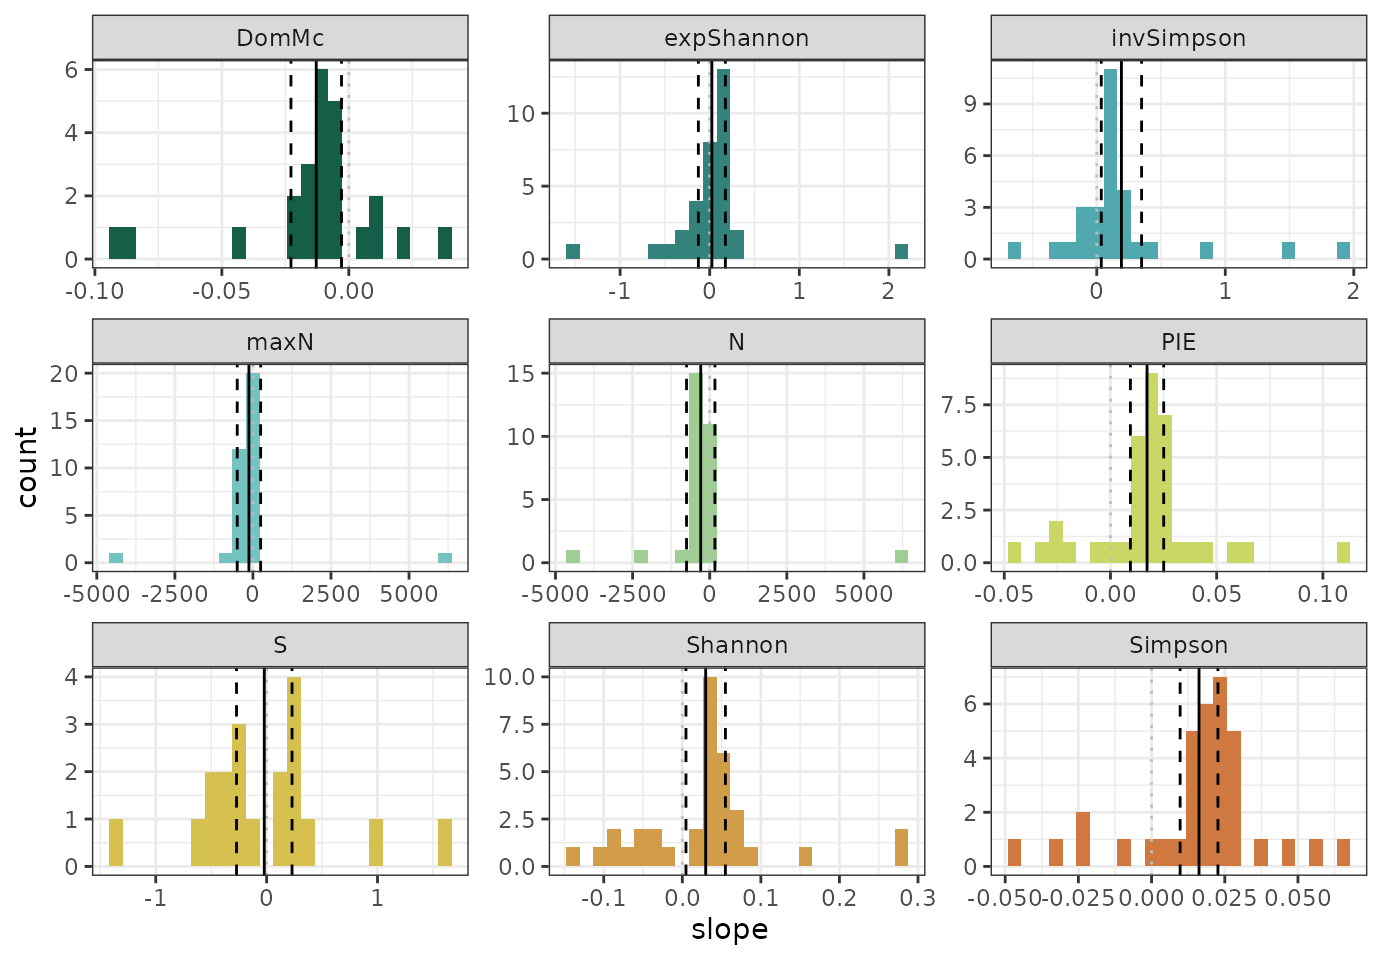 DomMc expShannon invSimpson
6
4
2
0
10
5
0
9
6
3
0
-0.10 -0.05 0.00
-1 0 1 2
0 1 2
maxN N PIE
20
15
10
5
0
15
10
5
0
7.5
5.0
2.5
0.0
-5000 -2500 0 2500 5000
-5000 -2500 0 2500 5000
-0.05 0.00 0.05 0.10
S Shannon Simpson
4
3
2
1
0
10.0
7.5
5.0
2.5
0.0
6
4
2
0
-1 0 1
-0.1 0.0 0.1 0.2 0.3
-0.050 -0.025 0.000 0.025 0.050
count
slope